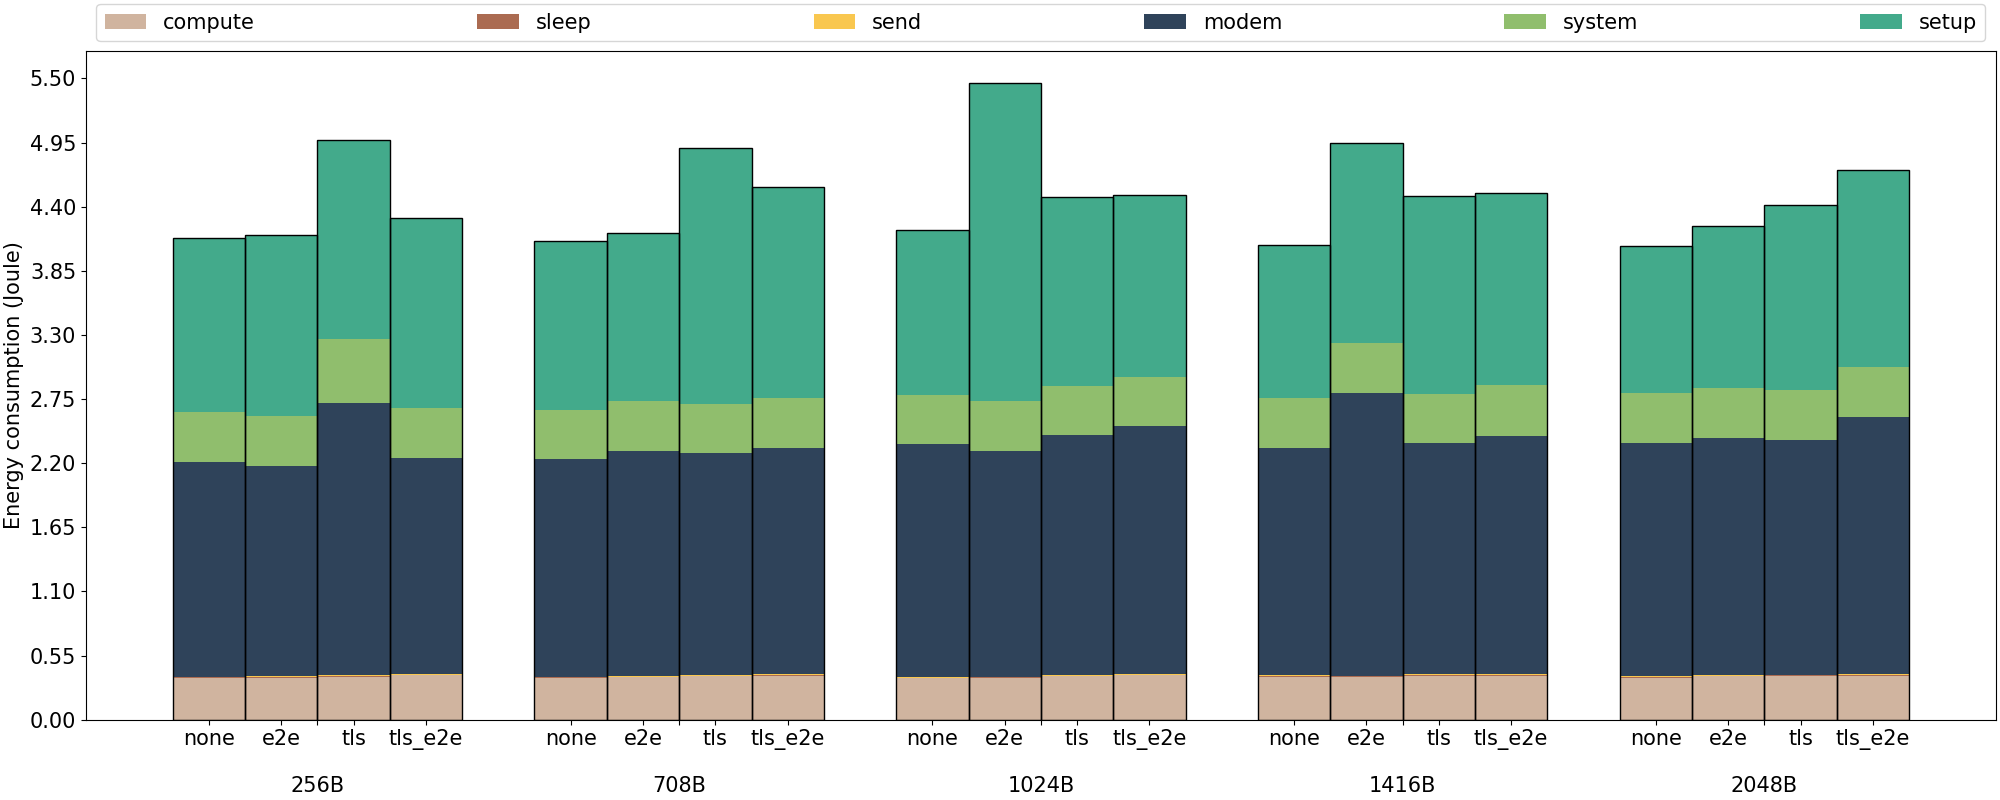 compute sleep send modem system setup
Energy consumption (Joule)
5.50
4.95
4.40
3.85
3.30
2.75
2.20
1.65
1.10
0.55
0.00
none e2e tls tls_e2e none e2e tls tls_e2e none e2e tls tls_e2e none e2e tls tls_e2e none e2e tls tls_e2e
256B 708B 1024B 1416B 2048B